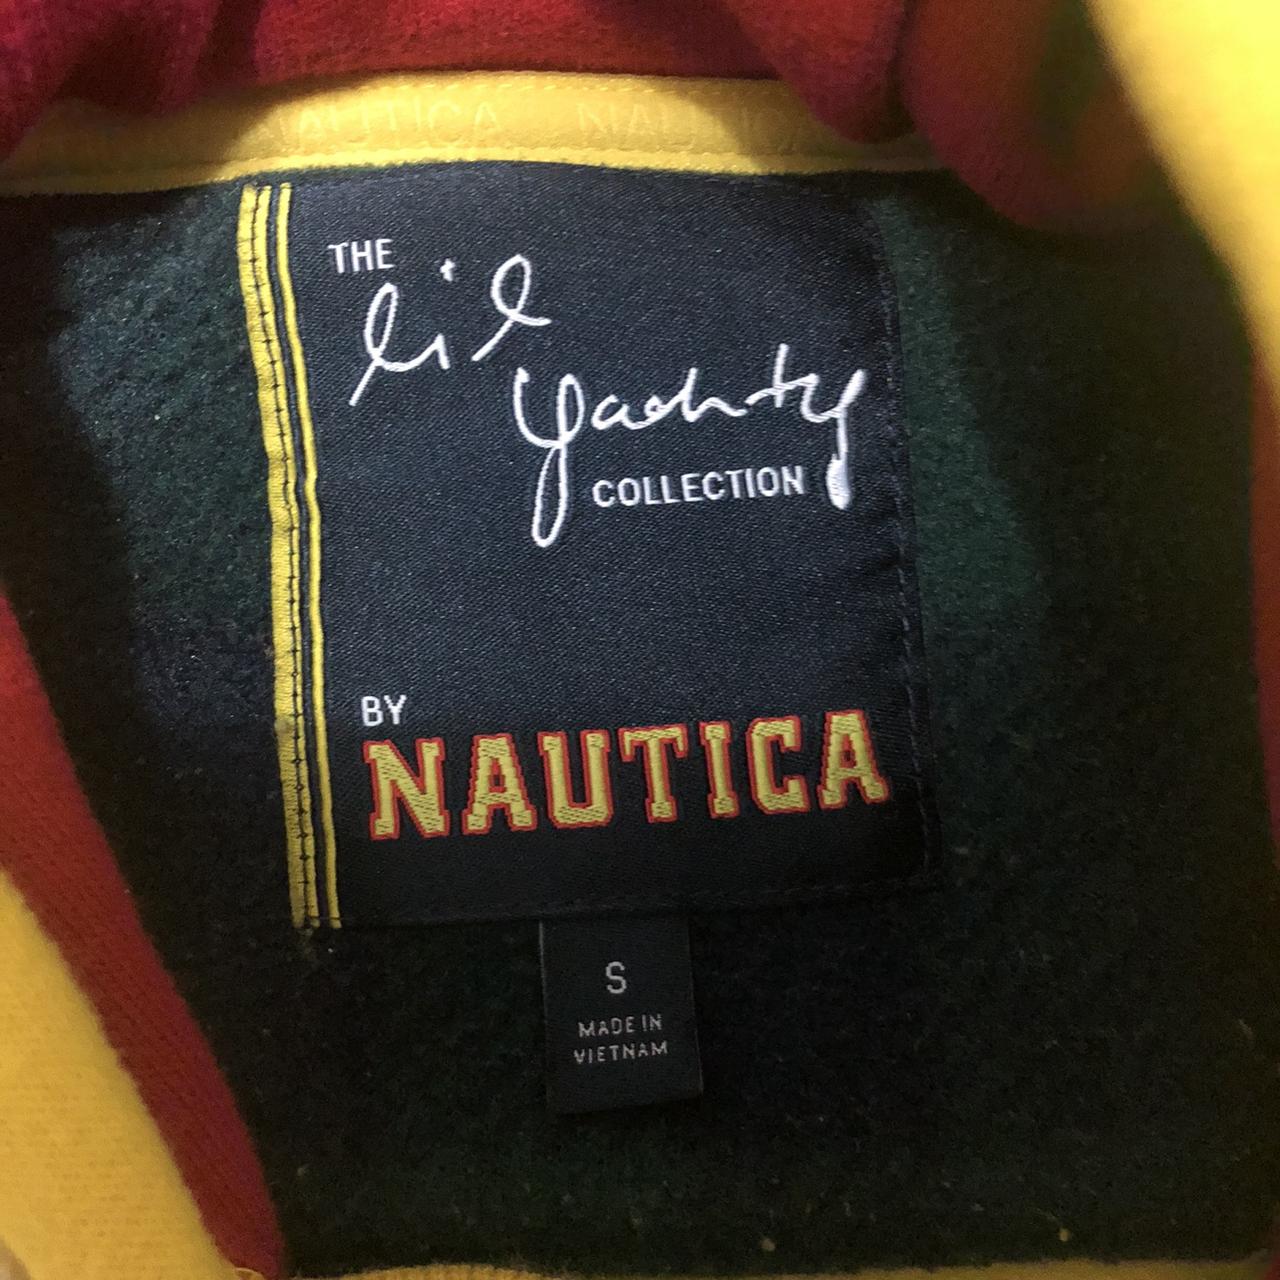 NAUTICA NAUTICA
THE
lil
yachty
COLLECTION
BY
NAUTICA
S
MADE IN
VIETNAM